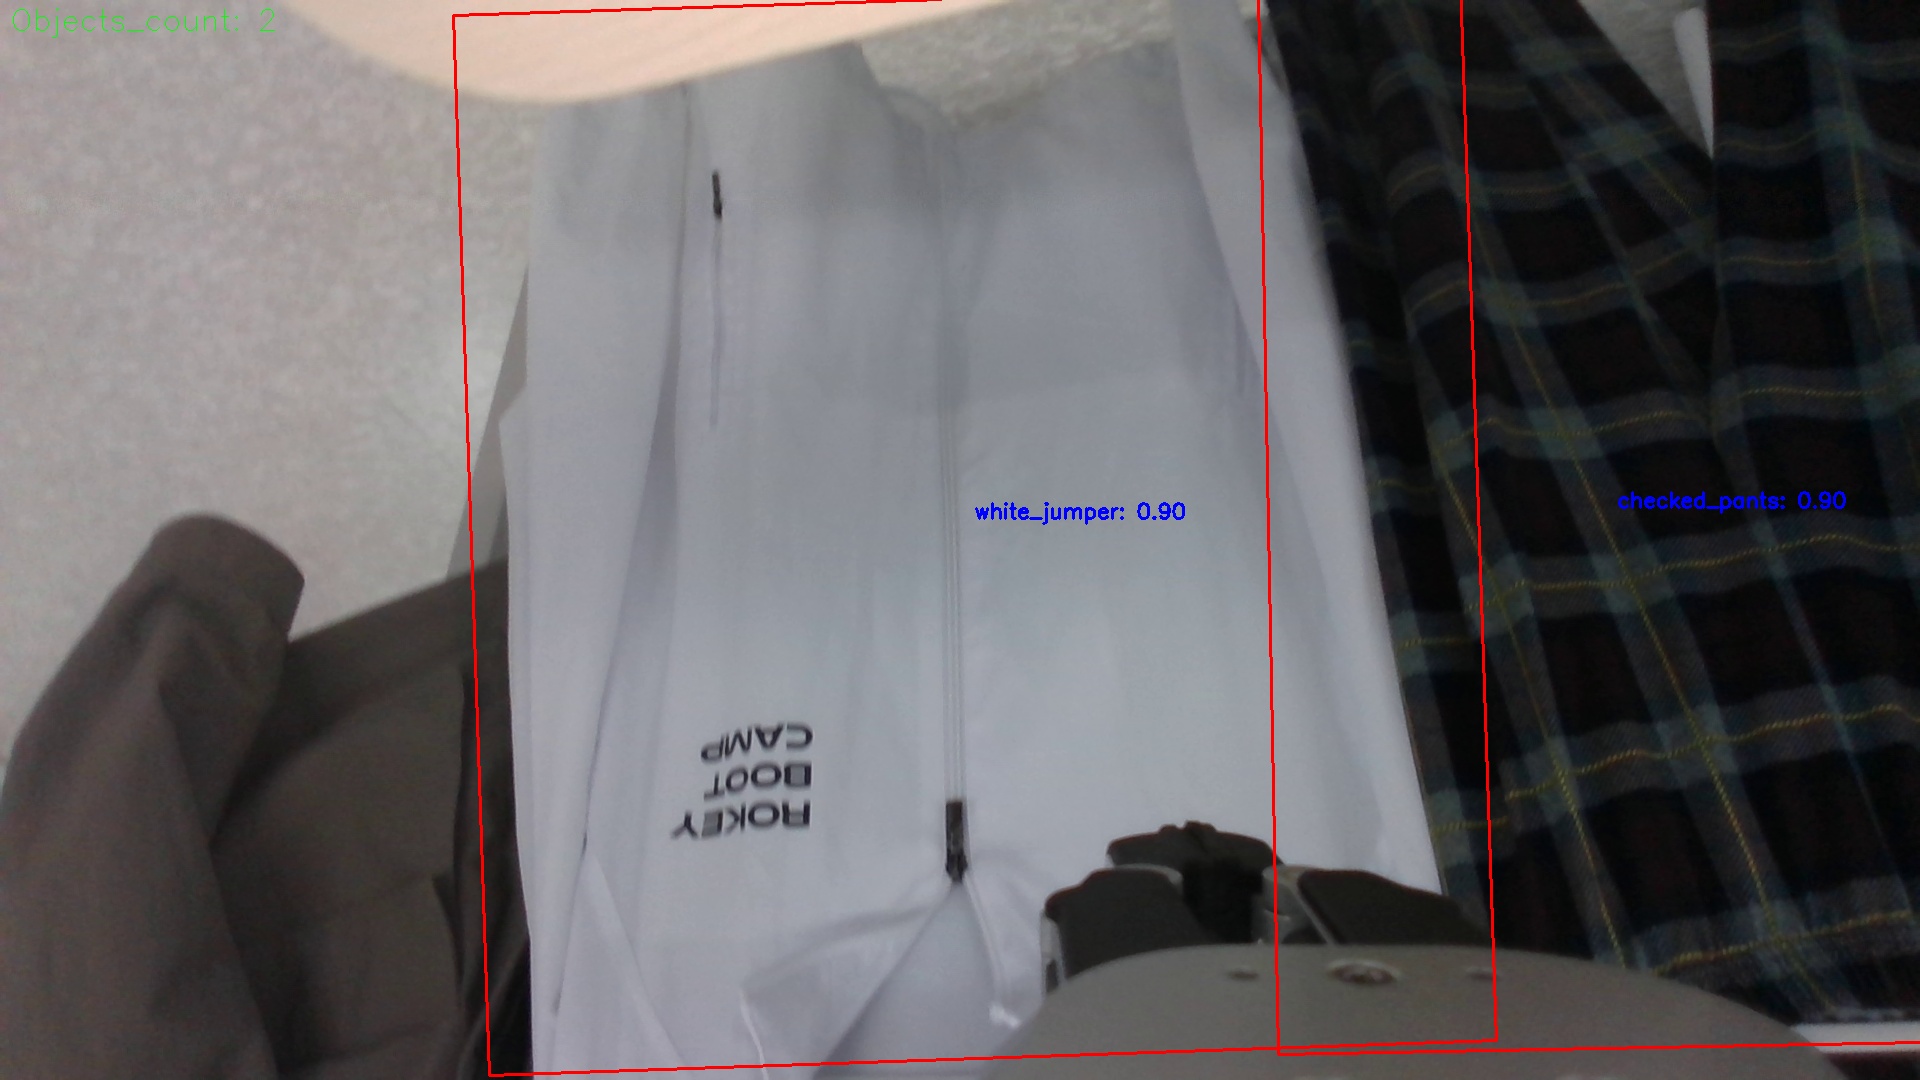 Objects_count: 2
white_jumper: 0.90
checked_pants: 0.90
ROKEY
BOOT
CAMP